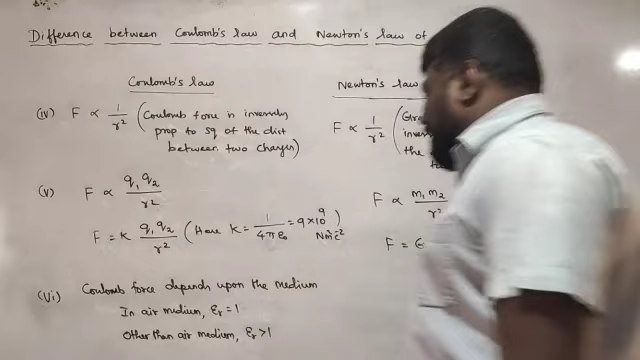 Difference between Coulomb's law and Newton's law of
Coulomb's law
(iv) F ∝ 1/r² (Coulomb force is inversely
prop to sq of the dist
between two charges)
(v) F ∝ q₁q₂/r²
F = K q₁q₂/r² (Here K = 1/4πε₀ = 9×10⁹
Nm²c⁻²)
(vi) Coulomb force depends upon the medium
In air medium, εr = 1
Other than air medium, εr > 1
Newton's law
F ∝ 1/r²
the
F ∝ m₁m₂/r²
F =